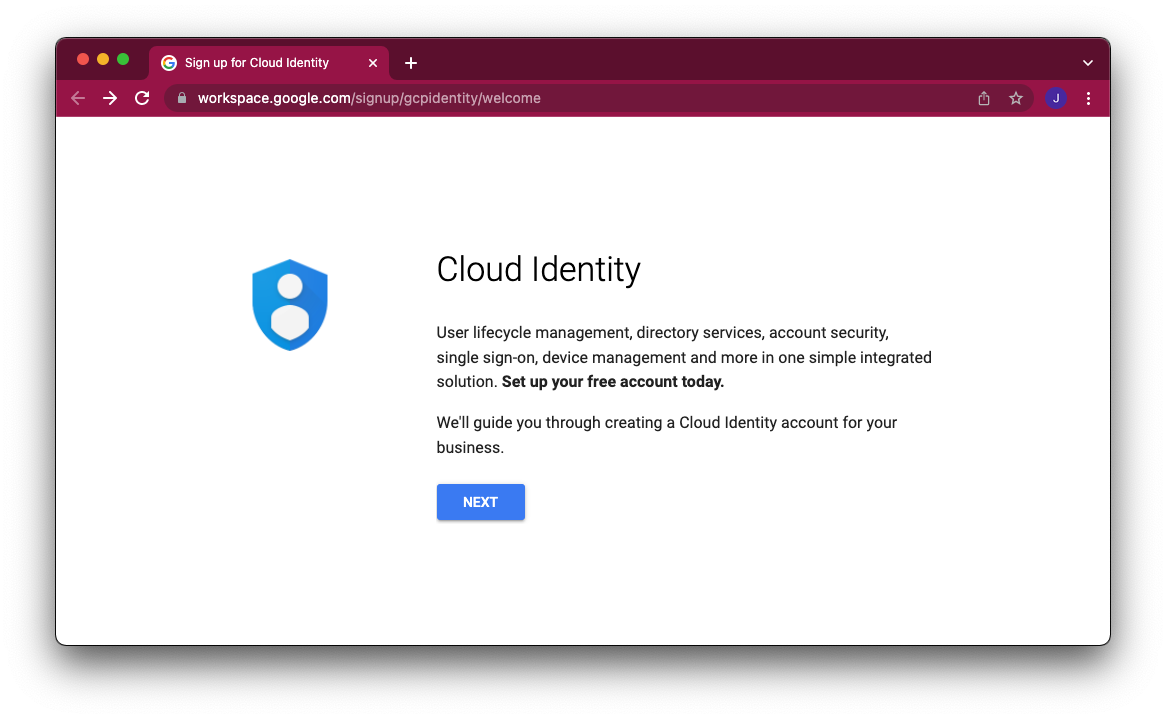 Sign up for Cloud Identity
workspace.google.com/signup/gcpidentity/welcome
J
Cloud Identity
User lifecycle management, directory services, account security,
single sign-on, device management and more in one simple integrated
solution. Set up your free account today.
We'll guide you through creating a Cloud Identity account for your
business.
NEXT